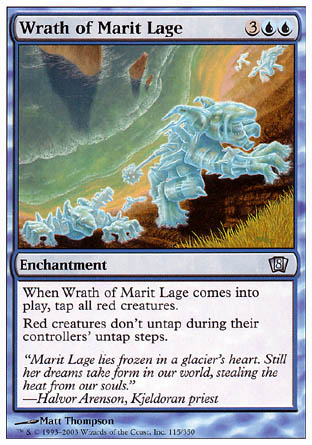 Wrath of Marit Lage 3
Enchantment 8
When Wrath of Marit Lage comes into
play, tap all red creatures.
Red creatures don't untap during their
controllers' untap steps.
"Marit Lage lies frozen in a glacier's heart. Still
her dreams take form in our world, stealing the
heat from our souls."
—Halvor Arenson, Kjeldoran priest
Matt Thompson
™ & © 1993–2003 Wizards of the Coast, Inc. 115/350